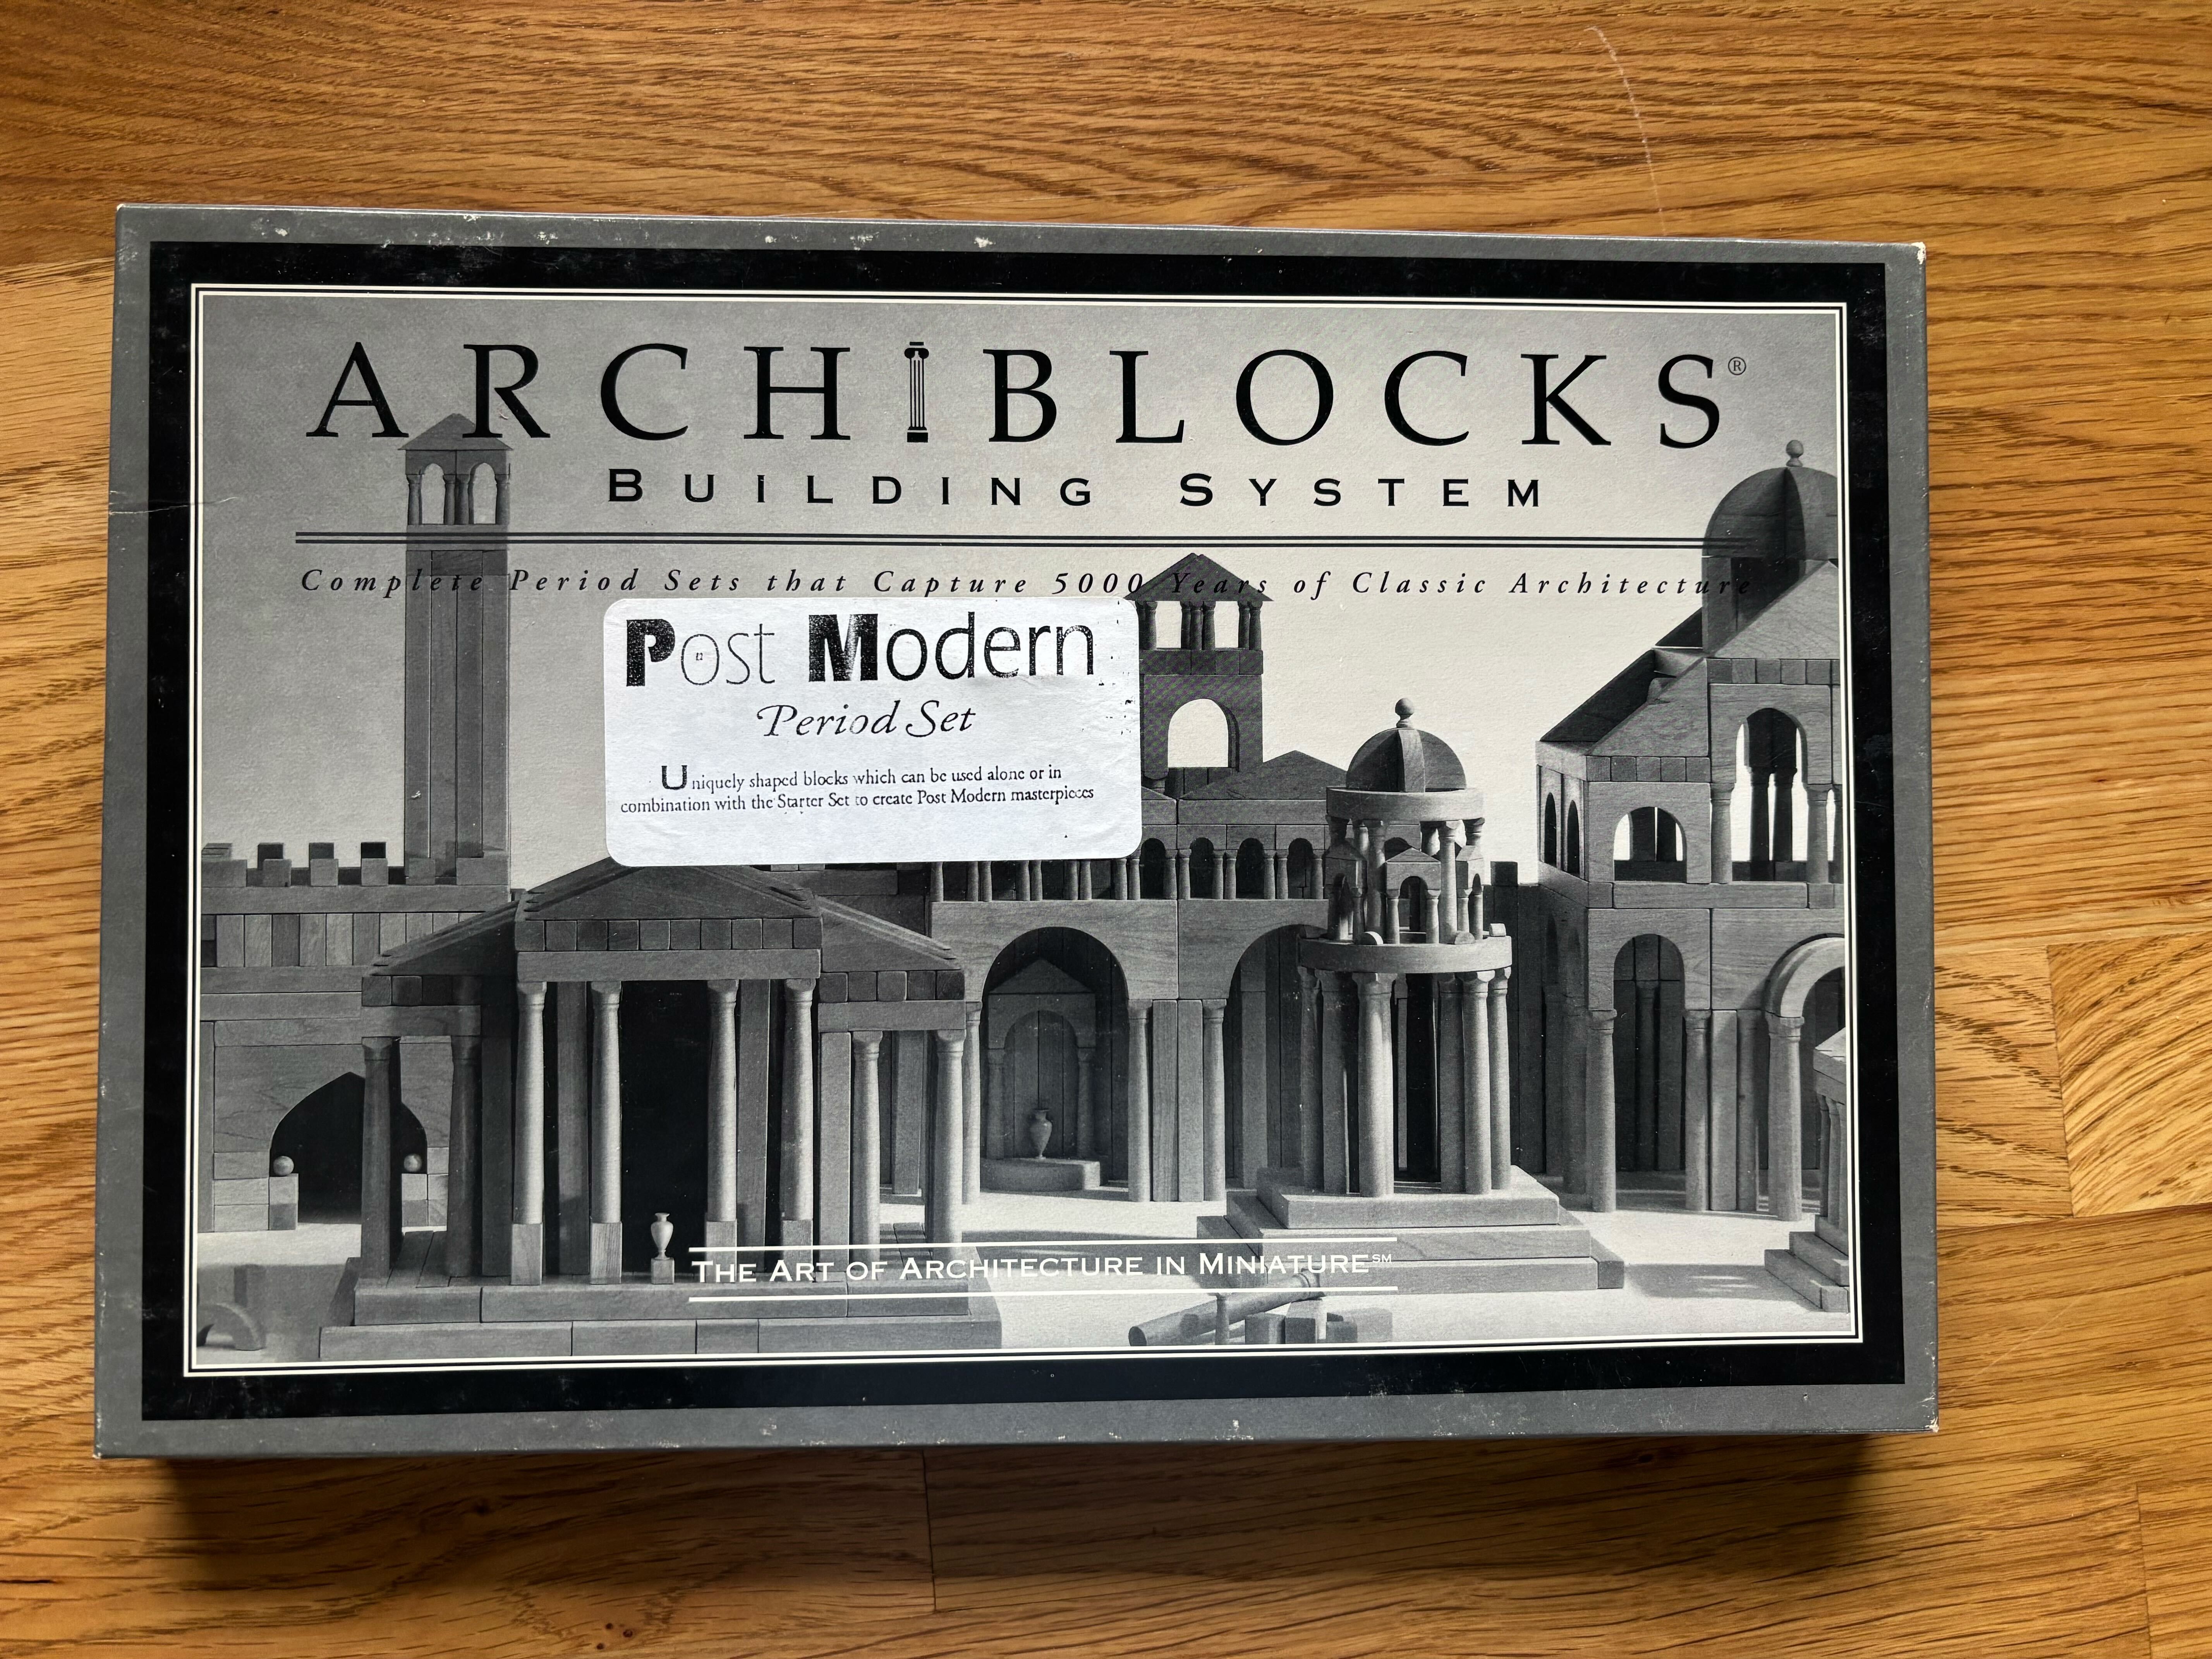 ARCHIBLOCKS®
BUILDING SYSTEM
Complete Period Sets that Capture 5000 Years of Classic Architecture
Post Modern
Period Set
Uniquely shaped blocks which can be used alone or in
combination with the Starter Set to create Post Modern masterpieces
THE ART OF ARCHITECTURE IN MINIATURE℠